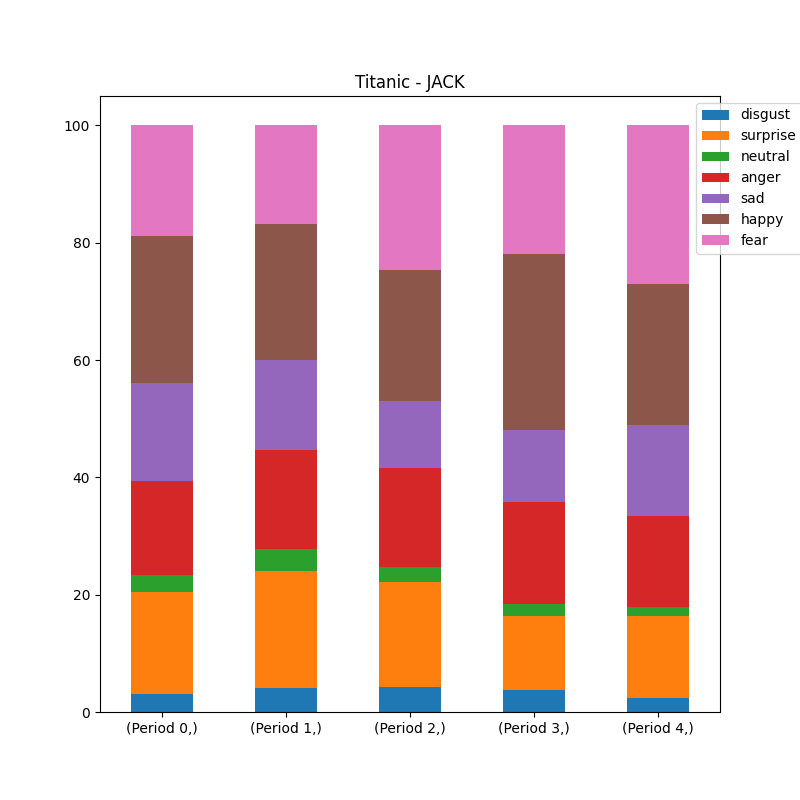 Titanic - JACK
100
80
60
40
20
0
disgust
surprise
neutral
anger
sad
happy
fear
(Period 0,) (Period 1,) (Period 2,) (Period 3,) (Period 4,)